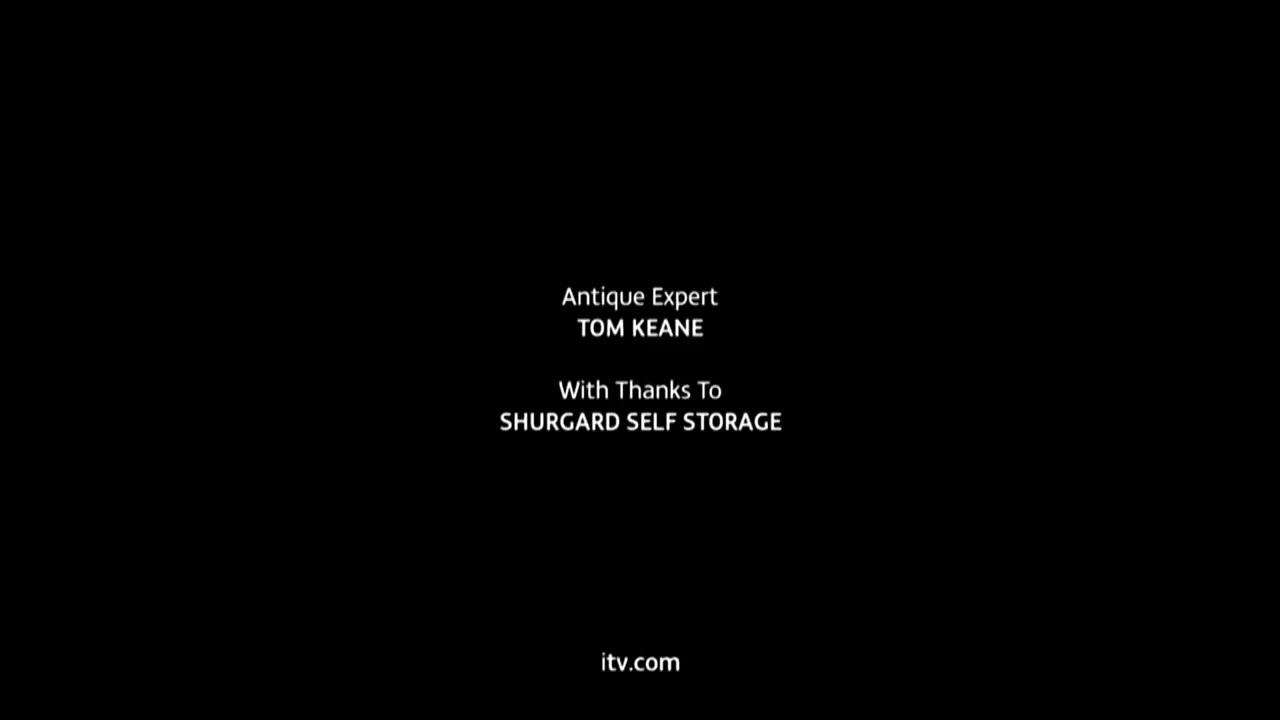 Antique Expert
TOM KEANE
With Thanks To
SHURGARD SELF STORAGE
itv.com